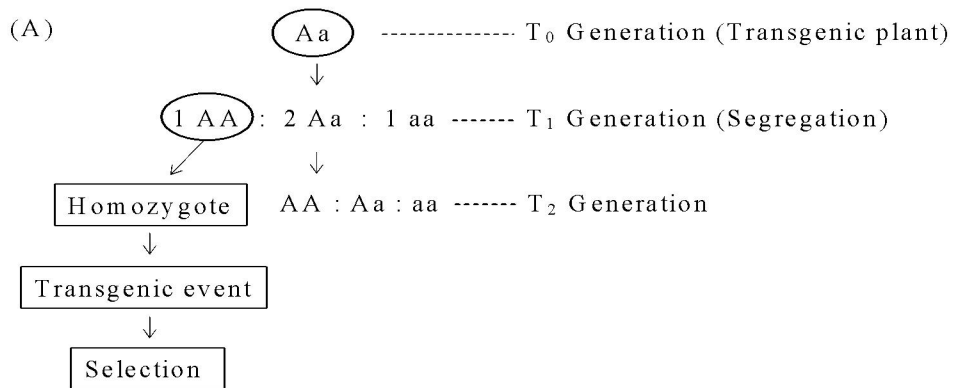 (A) Aa ------------- T₀ Generation (Transgenic plant)
1 AA : 2 Aa : 1 aa ------- T₁ Generation (Segregation)
Homozygote AA : Aa : aa ------- T₂ Generation
Transgenic event
Selection